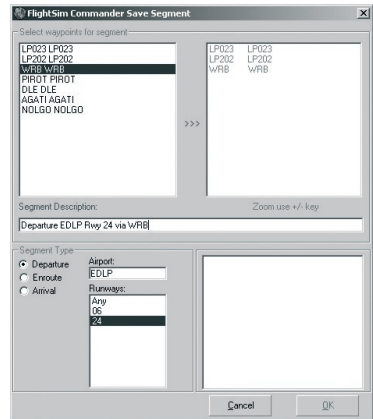 FlightSim Commander Save Segment
Select waypoints for segment
LP023 LP023
LP202 LP202
WRB WRB
PIROT PIROT
DLE DLE
AGATI AGATI
NOLGO NOLGO
>>>
LP023 LP023
LP202 LP202
WRB WRB
Segment Description:
Zoom use +/- key
Departure EDLP Rwy 24 via WRB
Segment Type
Departure
Enroute
Arrival
Airport:
EDLP
Runways:
Any
06
24
Cancel
OK